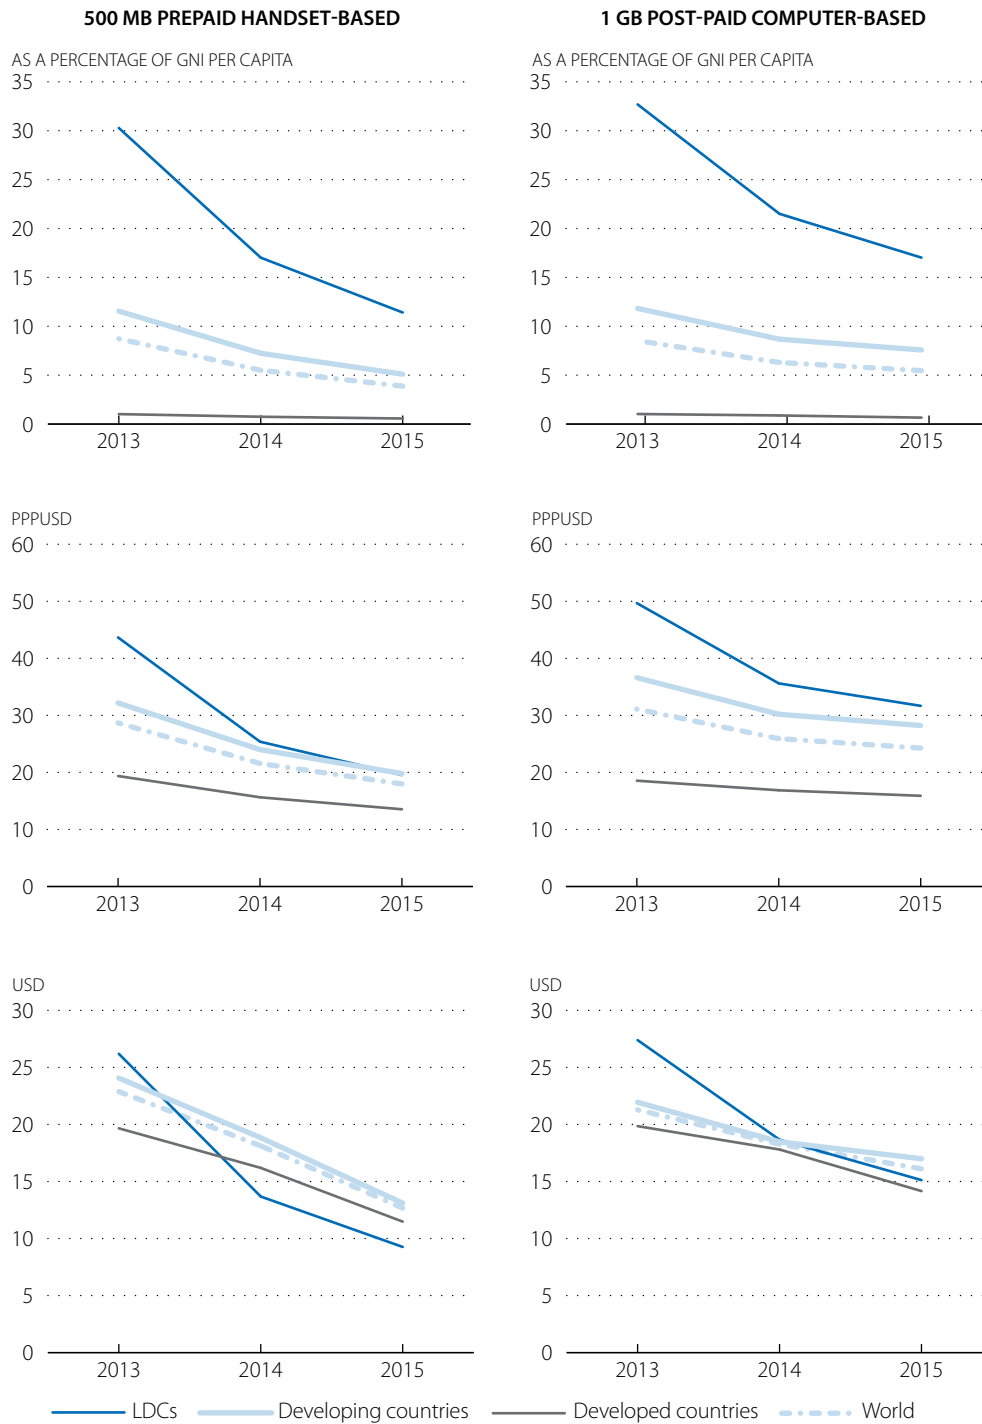 500 MB PREPAID HANDSET-BASED
1 GB POST-PAID COMPUTER-BASED
AS A PERCENTAGE OF GNI PER CAPITA
35
30
25
20
15
10
5
0
2013 2014 2015
AS A PERCENTAGE OF GNI PER CAPITA
35
30
25
20
15
10
5
0
2013 2014 2015
PPPUSD
60
50
40
30
20
10
0
2013 2014 2015
PPPUSD
60
50
40
30
20
10
0
2013 2014 2015
USD
30
25
20
15
10
5
0
2013 2014 2015
USD
30
25
20
15
10
5
0
2013 2014 2015
LDCs Developing countries Developed countries World